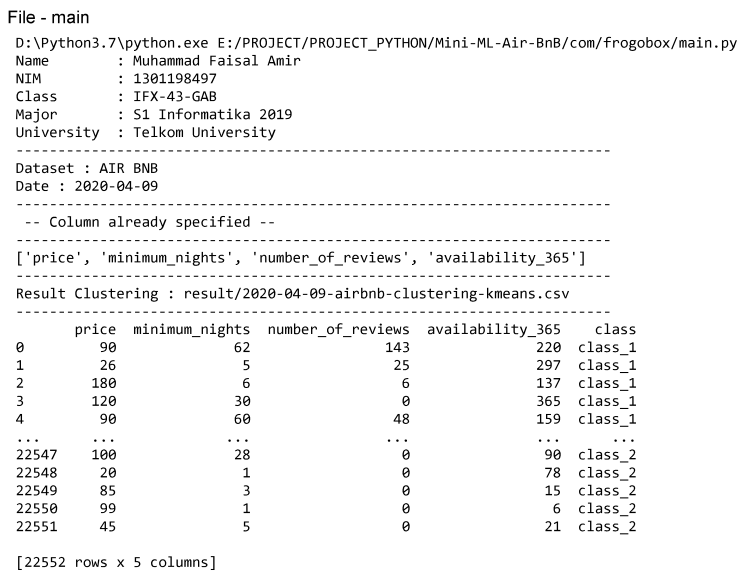 File - main
D:\Python3.7\python.exe E:/PROJECT/PROJECT_PYTHON/Mini-ML-Air-BnB/com/frogobox/main.py
Name        : Muhammad Faisal Amir
NIM         : 1301198497
Class       : IFX-43-GAB
Major       : S1 Informatika 2019
University  : Telkom University
-----------------------------------------------------------------------
Dataset : AIR BNB
Date : 2020-04-09
-----------------------------------------------------------------------
 -- Column already specified --
-----------------------------------------------------------------------
['price', 'minimum_nights', 'number_of_reviews', 'availability_365']
-----------------------------------------------------------------------
Result Clustering : result/2020-04-09-airbnb-clustering-kmeans.csv
-----------------------------------------------------------------------
       price  minimum_nights  number_of_reviews  availability_365    class
0         90              62                143               220  class_1
1         26               5                 25               297  class_1
2        180               6                  6               137  class_1
3        120              30                  0               365  class_1
4         90              60                 48               159  class_1
...      ...             ...                ...               ...      ...
22547    100              28                  0                90  class_2
22548     20               1                  0                78  class_2
22549     85               3                  0                15  class_2
22550     99               1                  0                 6  class_2
22551     45               5                  0                21  class_2
[22552 rows x 5 columns]